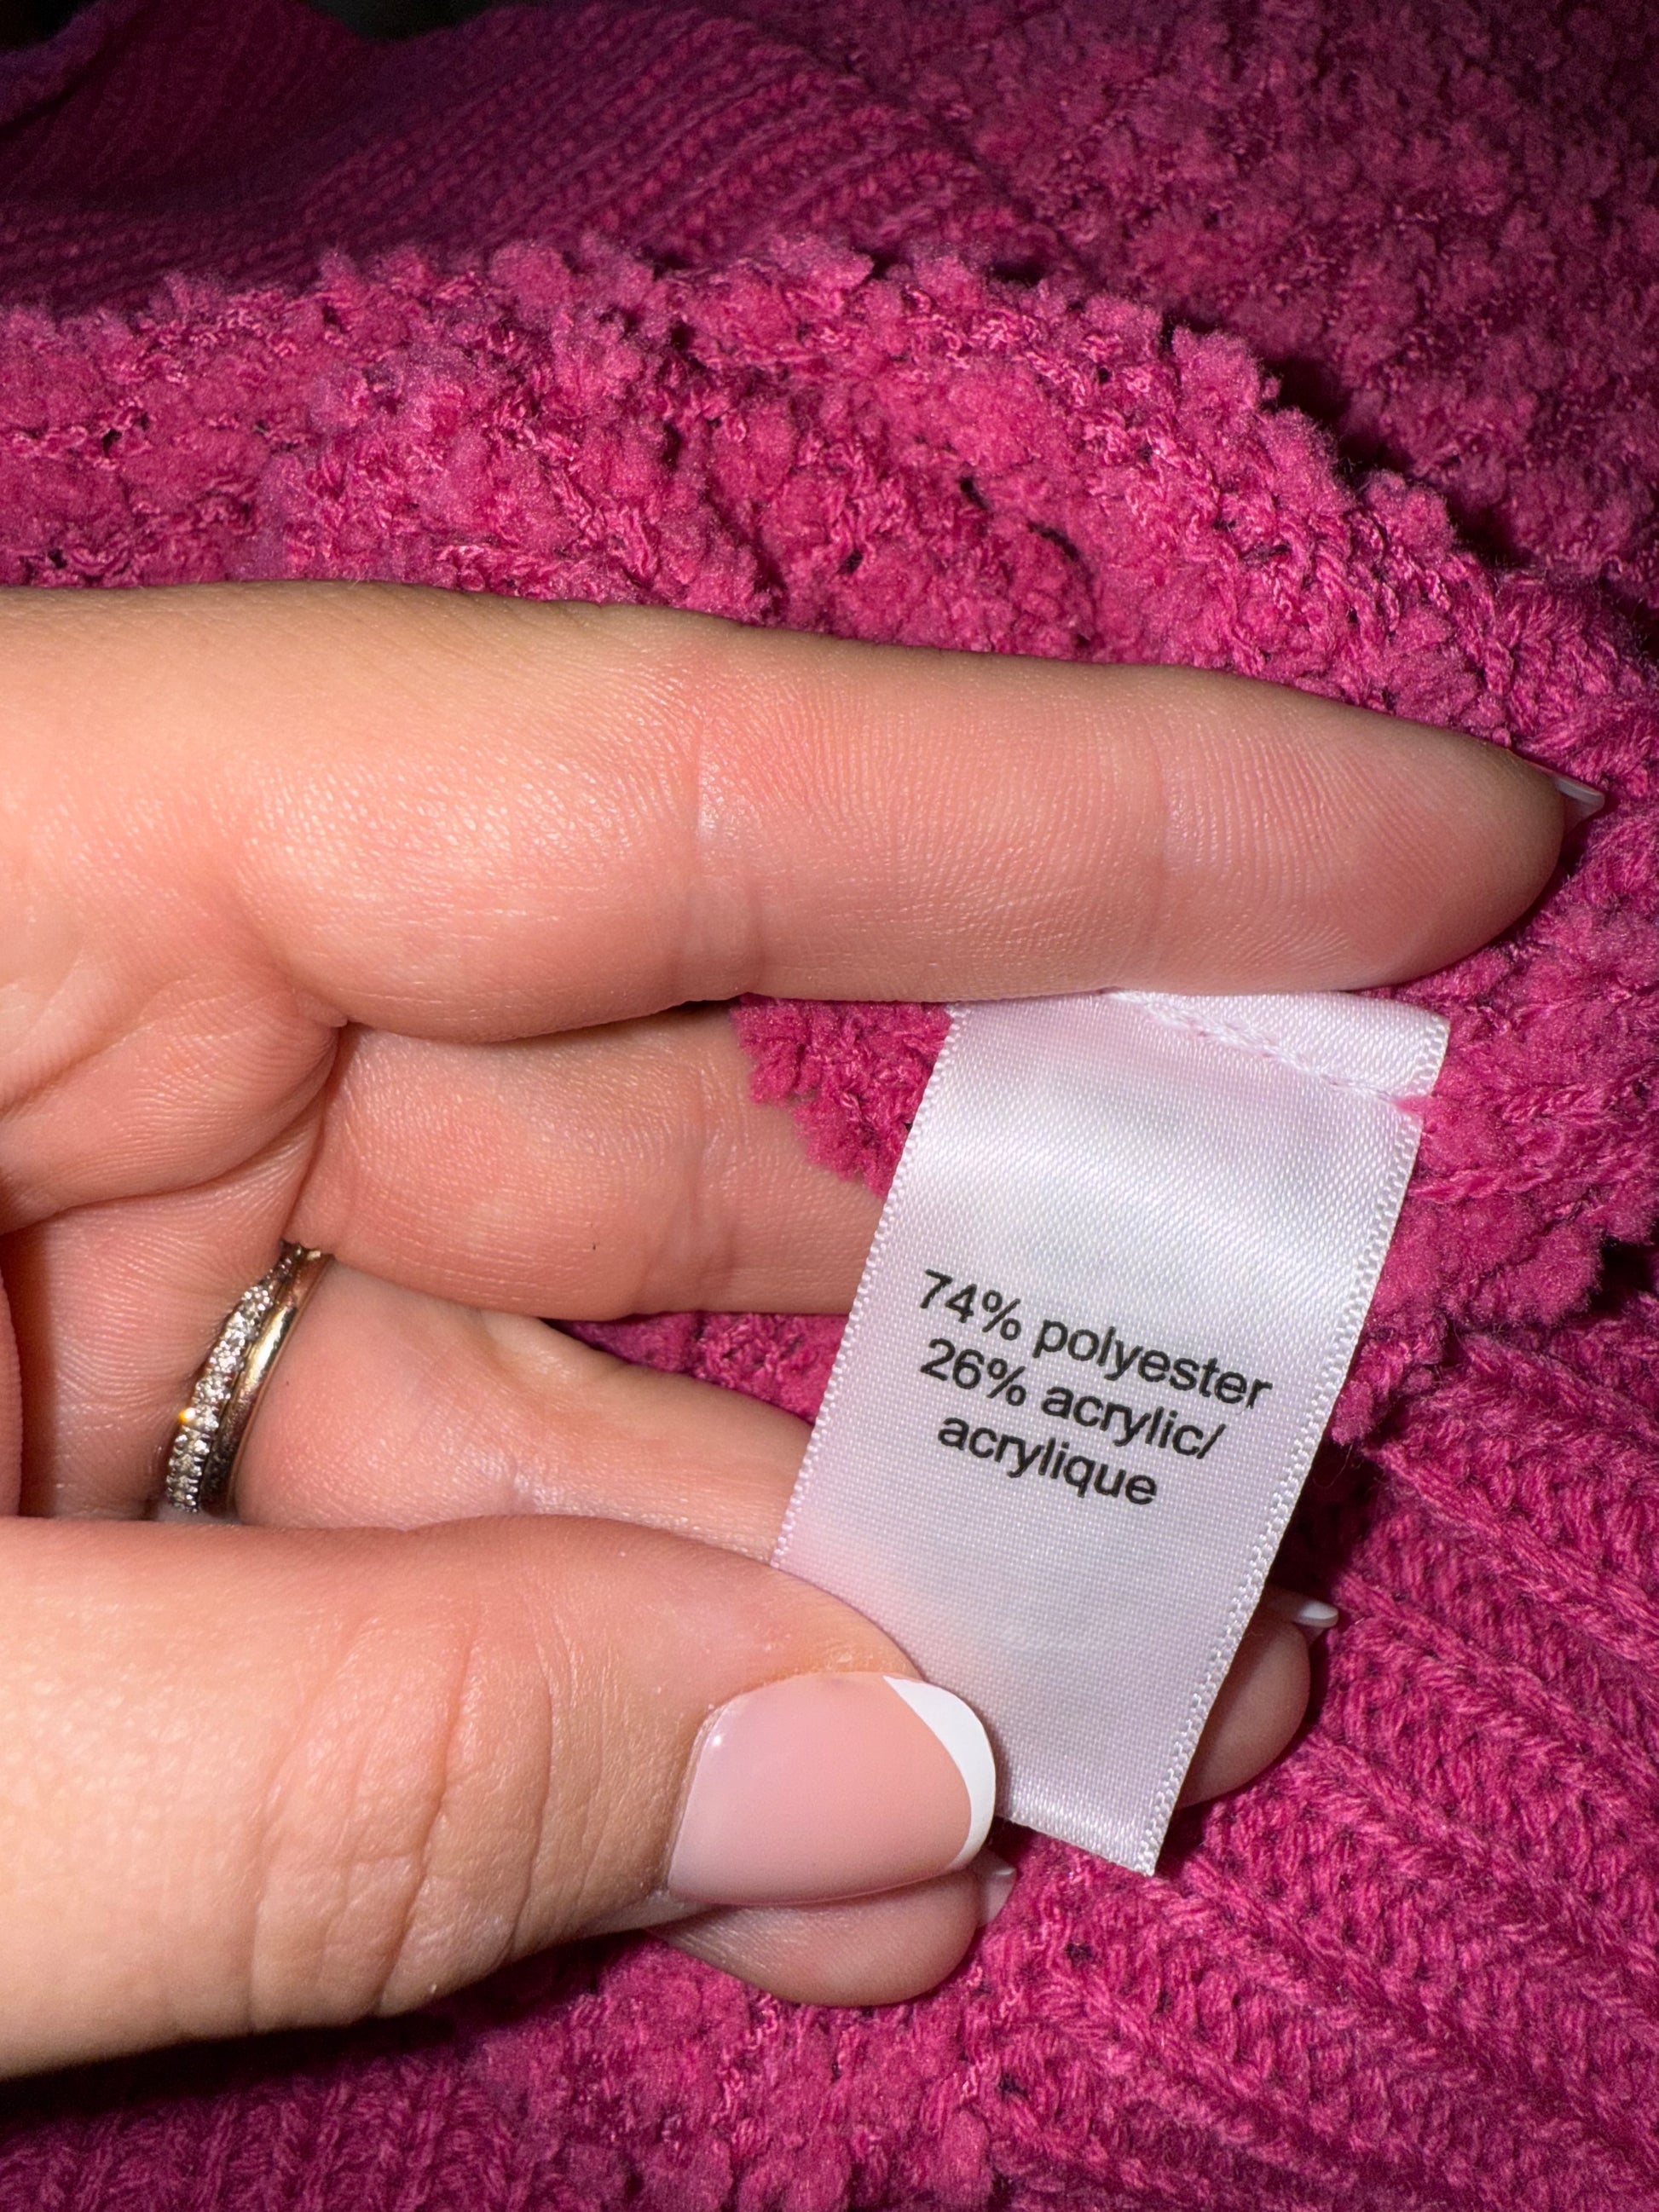 74% polyester
26% acrylic/
acrylique